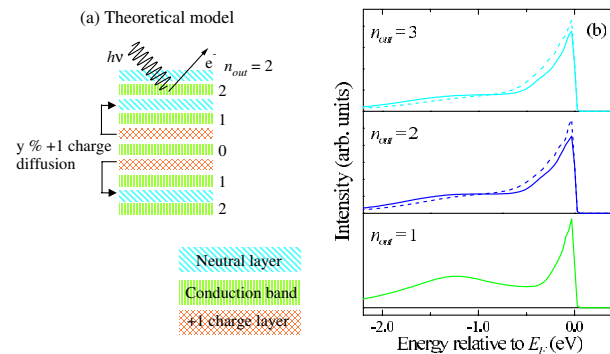 (a) Theoretical model
hν
e-
n_out = 2
2
1
0
1
2
y % +1 charge
diffusion
Neutral layer
Conduction band
+1 charge layer
(b)
n_out = 3
n_out = 2
n_out = 1
Intensity (arb. units)
-2.0 -1.0 0.0
Energy relative to E_F (eV)